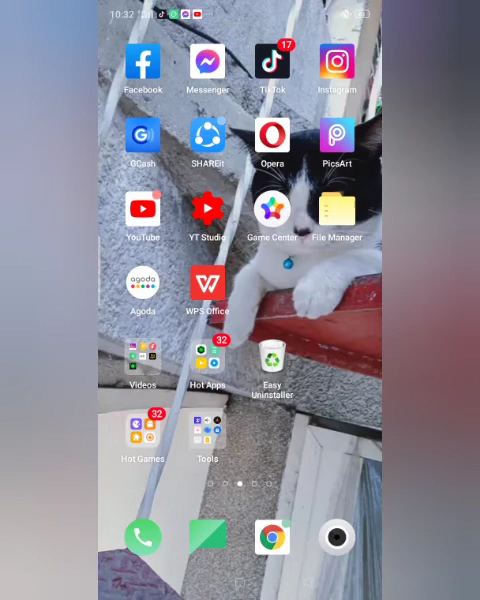 10:32
Facebook
Messenger
17
TikTok
Instagram
GCash
SHAREit
Opera
PicsArt
YouTube
YT Studio
Game Center
File Manager
agoda
Agoda
WPS Office
Videos
32
Hot Apps
Easy
Uninstaller
32
Hot Games
Tools